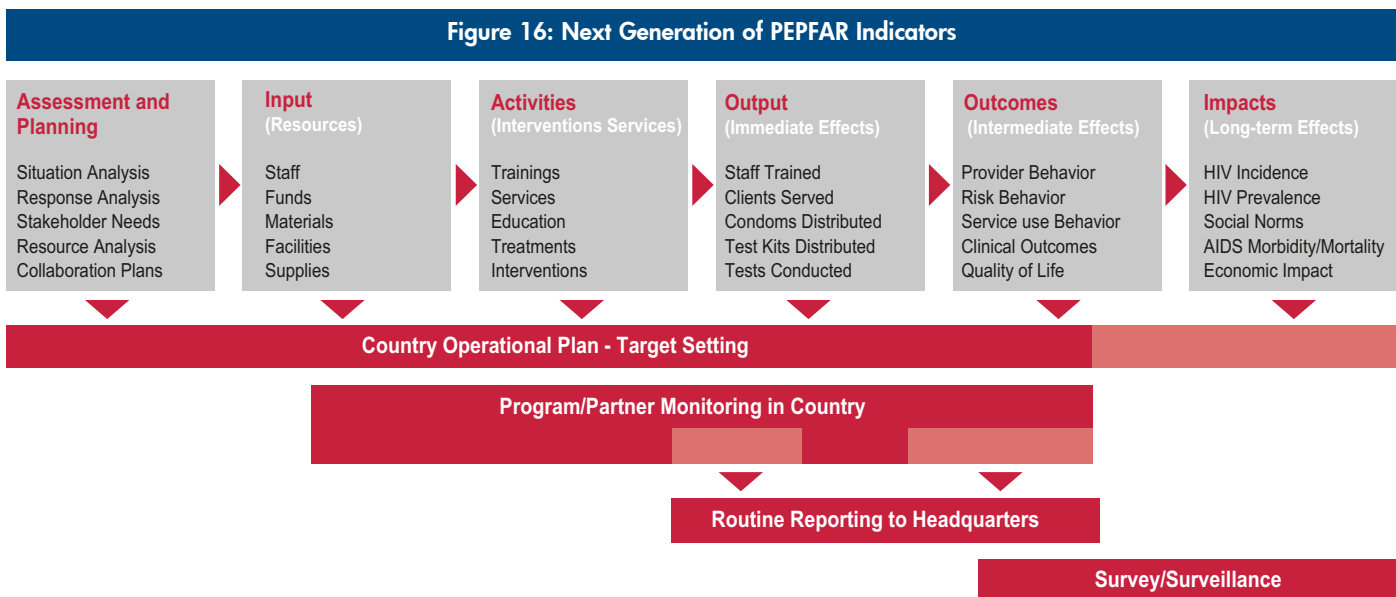 Figure 16: Next Generation of PEPFAR Indicators
Assessment and
Planning
Situation Analysis
Response Analysis
Stakeholder Needs
Resource Analysis
Collaboration Plans
Input
(Resources)
Staff
Funds
Materials
Facilities
Supplies
Activities
(Interventions Services)
Trainings
Services
Education
Treatments
Interventions
Output
(Immediate Effects)
Staff Trained
Clients Served
Condoms Distributed
Test Kits Distributed
Tests Conducted
Outcomes
(Intermediate Effects)
Provider Behavior
Risk Behavior
Service use Behavior
Clinical Outcomes
Quality of Life
Impacts
(Long-term Effects)
HIV Incidence
HIV Prevalence
Social Norms
AIDS Morbidity/Mortality
Economic Impact
Country Operational Plan - Target Setting
Program/Partner Monitoring in Country
Routine Reporting to Headquarters
Survey/Surveillance